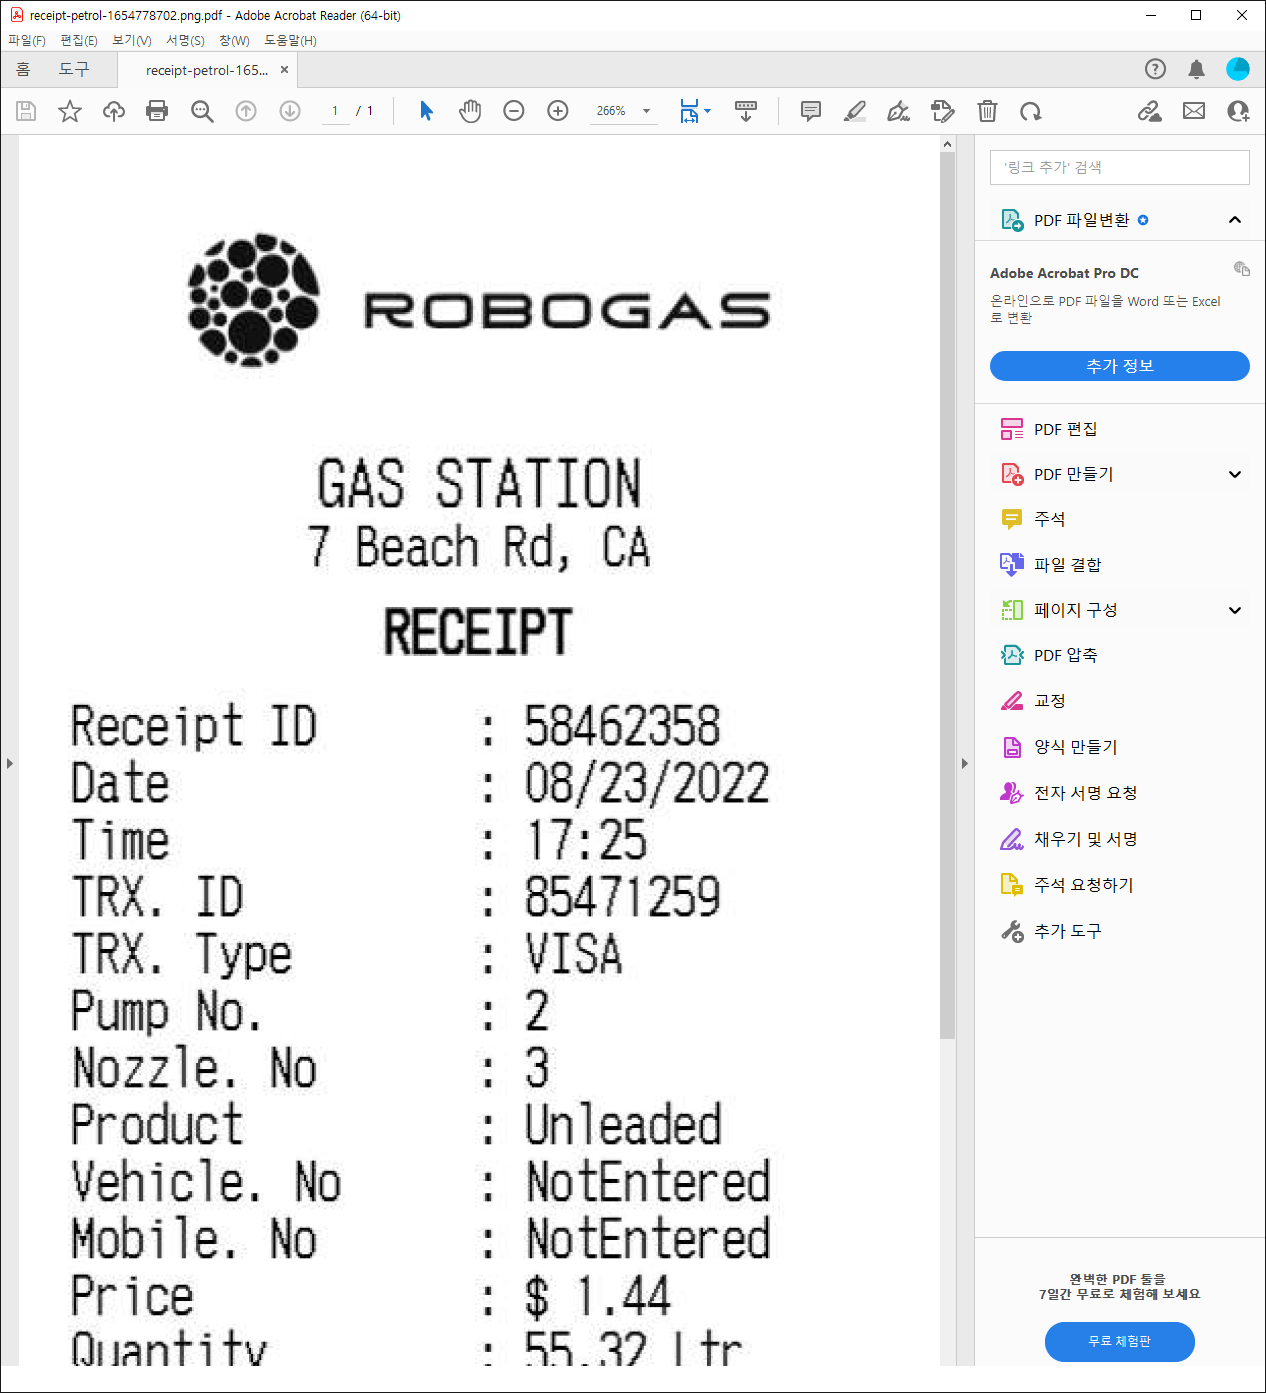 receipt-petrol-1654778702.png.pdf - Adobe Acrobat Reader (64-bit)
파일(F) 편집(E) 보기(V) 서명(S) 창(W) 도움말(H)
홈 도구 receipt-petrol-165... ×
1 / 1 266%
ROBOGAS
GAS STATION
7 Beach Rd, CA
RECEIPT
Receipt ID : 58462358
Date : 08/23/2022
Time : 17:25
TRX. ID : 85471259
TRX. Type : VISA
Pump No. : 2
Nozzle. No : 3
Product : Unleaded
Vehicle. No : NotEntered
Mobile. No : NotEntered
Price : $ 1.44
Quantity : 55.32 Ltr
'링크 추가' 검색
PDF 파일변환
Adobe Acrobat Pro DC
온라인으로 PDF 파일을 Word 또는 Excel
로 변환
추가 정보
PDF 편집
PDF 만들기
주석
파일 결합
페이지 구성
PDF 압축
교정
양식 만들기
전자 서명 요청
채우기 및 서명
주석 요청하기
추가 도구
완벽한 PDF 툴을
7일간 무료로 체험해 보세요
무료 체험판